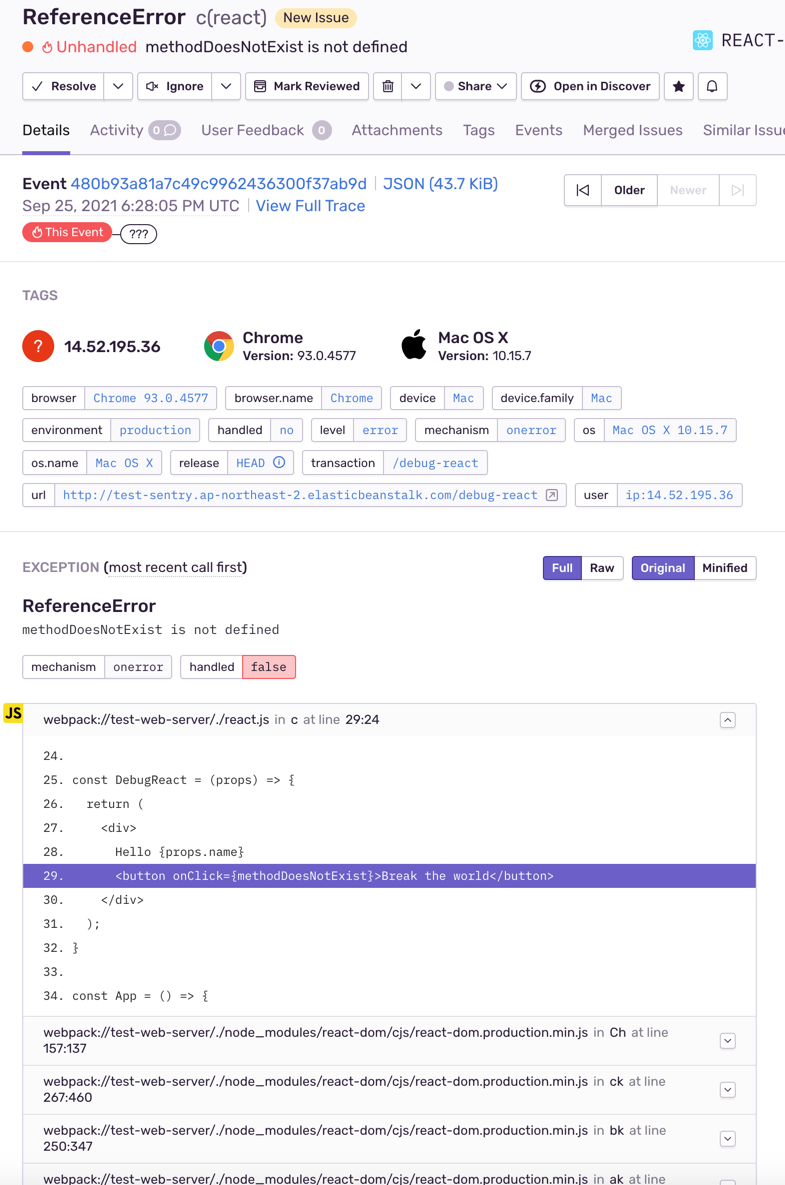 ReferenceError c(react) New Issue
Unhandled methodDoesNotExist is not defined
REACT-
Resolve Ignore Mark Reviewed Share Open in Discover
Details Activity 0 User Feedback 0 Attachments Tags Events Merged Issues Similar Issue
Event 480b93a81a7c49c9962436300f37ab9d JSON (43.7 KiB)
Sep 25, 2021 6:28:05 PM UTC View Full Trace
Older Newer
This Event ???
TAGS
? 14.52.195.36 Chrome Mac OS X
Version: 93.0.4577 Version: 10.15.7
browser Chrome 93.0.4577 browser.name Chrome device Mac device.family Mac
environment production handled no level error mechanism onerror os Mac OS X 10.15.7
os.name Mac OS X release HEAD transaction /debug-react
url http://test-sentry.ap-northeast-2.elasticbeanstalk.com/debug-react user ip:14.52.195.36
EXCEPTION (most recent call first) Full Raw Original Minified
ReferenceError
methodDoesNotExist is not defined
mechanism onerror handled false
JS
webpack://test-web-server/./react.js in c at line 29:24
24.
25. const DebugReact = (props) => {
26. return (
27. <div>
28. Hello {props.name}
29. <button onClick={methodDoesNotExist}>Break the world</button>
30. </div>
31. );
32. }
33.
34. const App = () => {
webpack://test-web-server/./node_modules/react-dom/cjs/react-dom.production.min.js in Ch at line
157:137
webpack://test-web-server/./node_modules/react-dom/cjs/react-dom.production.min.js in ck at line
267:460
webpack://test-web-server/./node_modules/react-dom/cjs/react-dom.production.min.js in bk at line
250:347
webpack://test-web-server/./node_modules/react-dom/cjs/react-dom.production.min.js in ak at line